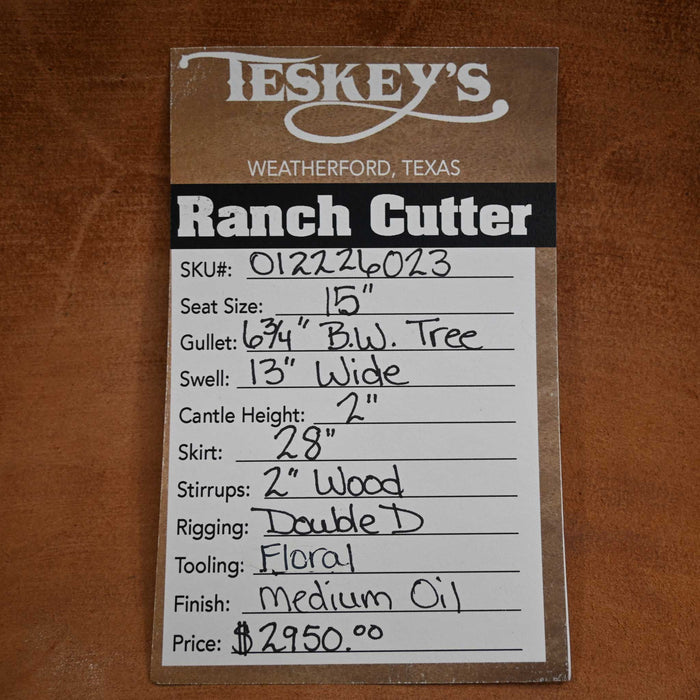 TESKEY'S
WEATHERFORD, TEXAS
Ranch Cutter
SKU#: 012226023
Seat Size: 15"
Gullet: 6¾" B.W. Tree
Swell: 13" Wide
Cantle Height: 2"
Skirt: 28"
Stirrups: 2" Wood
Rigging: Double D
Tooling: Floral
Finish: Medium Oil
Price: $2950.00